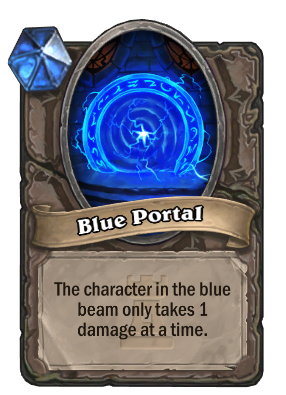 Blue Portal
The character in the blue
beam only takes 1
damage at a time.